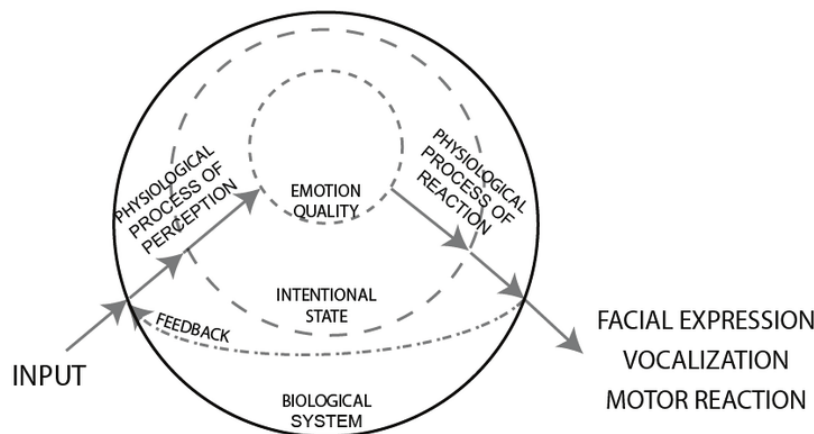 PHYSIOLOGICAL
PROCESS OF
PERCEPTION
PHYSIOLOGICAL
PROCESS OF
REACTION
EMOTION
QUALITY
INTENTIONAL
STATE
FEEDBACK
INPUT
BIOLOGICAL
SYSTEM
FACIAL EXPRESSION
VOCALIZATION
MOTOR REACTION